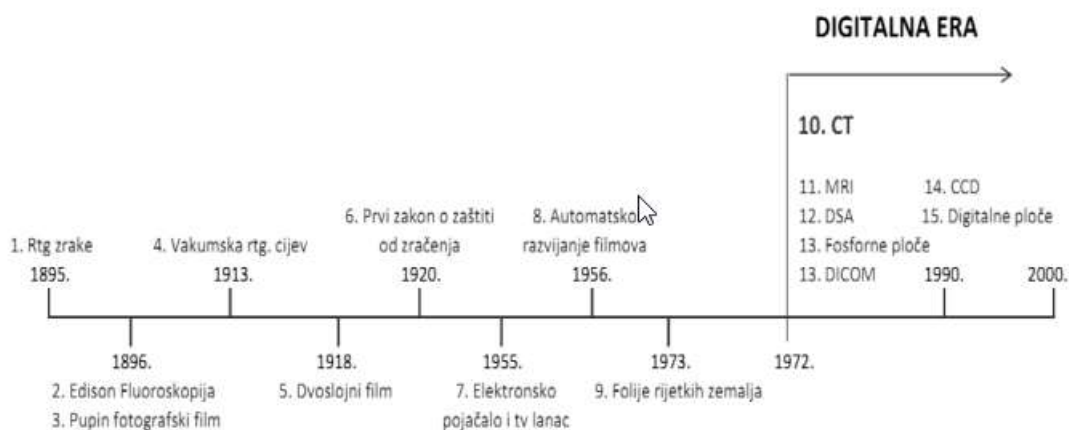 DIGITALNA ERA
10. CT
11. MRI
12. DSA
13. Fosforne ploče
13. DICOM
14. CCD
15. Digitalne ploče
1990.
2000.
1. Rtg zrake
1895.
4. Vakumska rtg. cijev
1913.
6. Prvi zakon o zaštiti
od zračenja
1920.
8. Automatsko
razvijanje filmova
1956.
1896.
2. Edison Fluoroskopija
3. Pupin fotografski film
1918.
5. Dvoslojni film
1955.
7. Elektronsko
pojačalo i tv lanac
1973.
9. Folije rijetkih zemalja
1972.